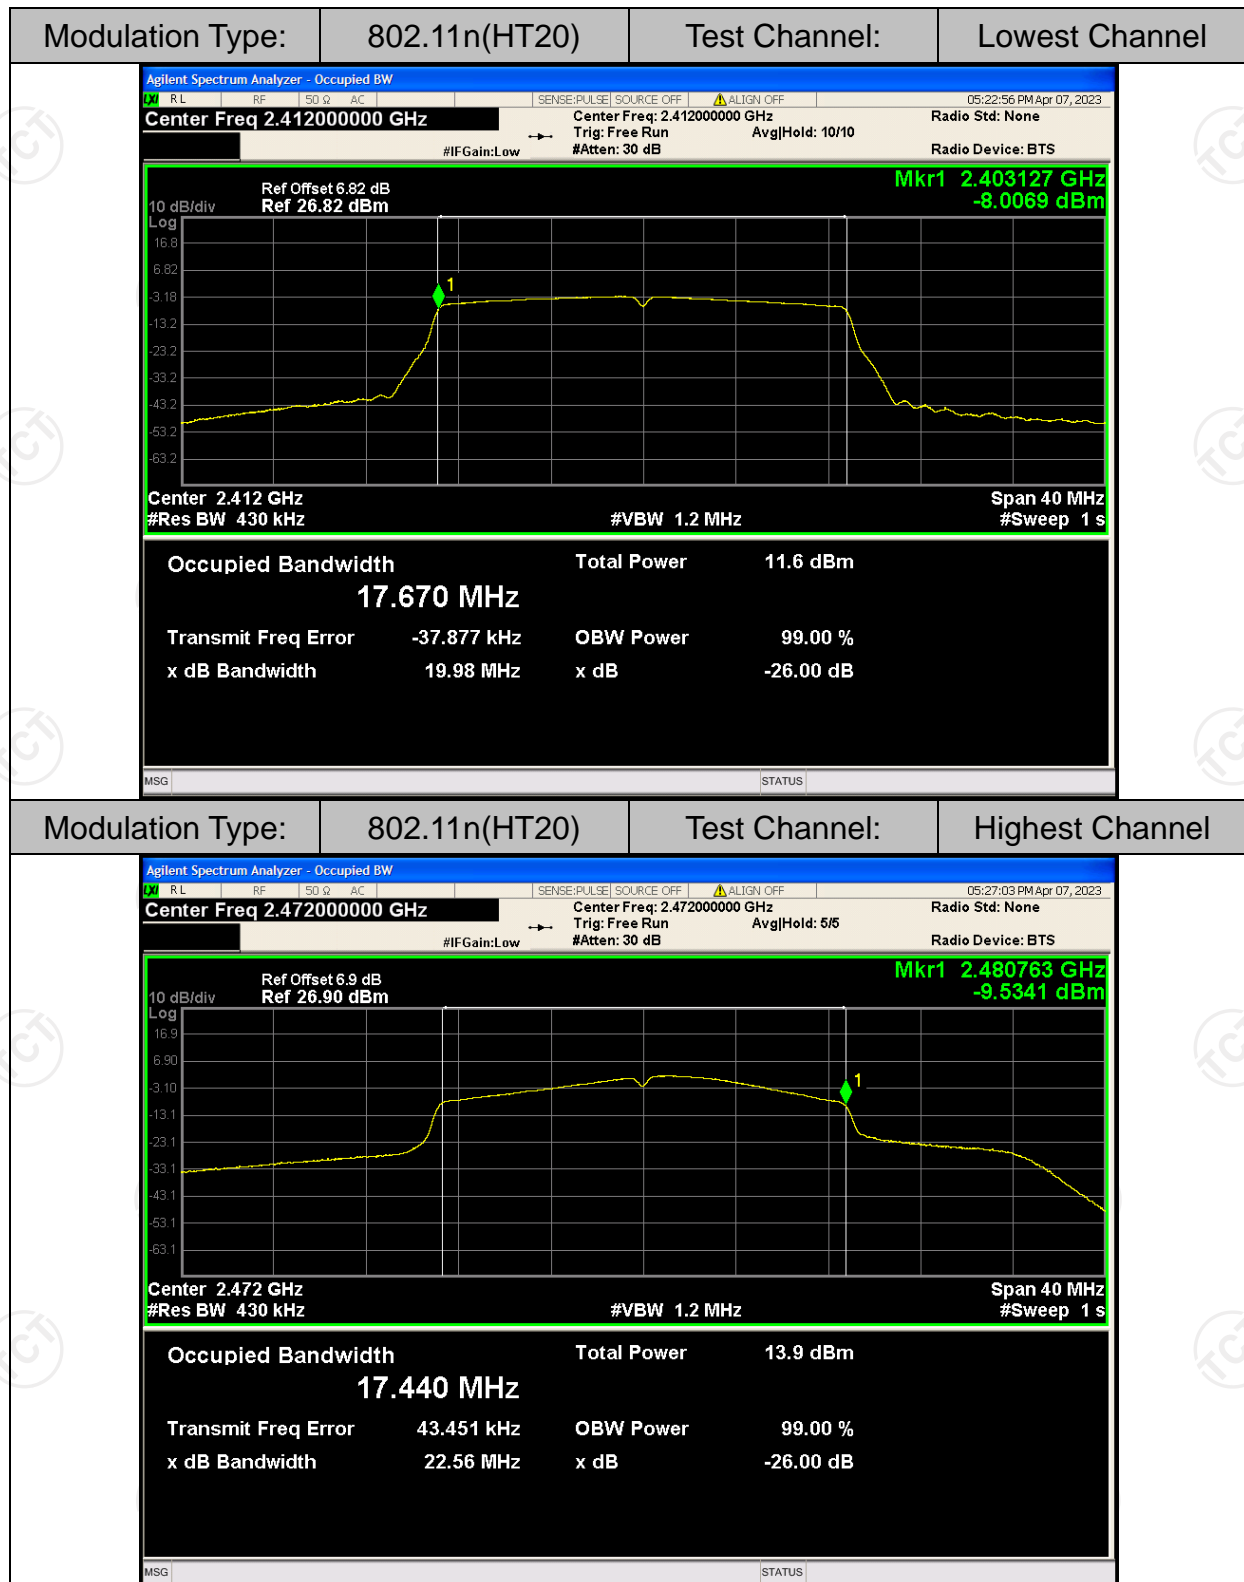 Modulation Type: 802.11n(HT20) Test Channel: Lowest Channel
Agilent Spectrum Analyzer - Occupied BW
LXI RL RF 50 Ω AC SENSE:PULSE SOURCE OFF ALIGN OFF 05:22:56 PM Apr 07, 2023
Center Freq 2.412000000 GHz Center Freq: 2.412000000 GHz Radio Std: None
Trig: Free Run Avg|Hold: 10/10
#IFGain:Low #Atten: 30 dB Radio Device: BTS
Mkr1 2.403127 GHz
Ref Offset 6.82 dB
10 dB/div Ref 26.82 dBm -8.0069 dBm
Log
16.8
6.82
1
-3.18
-13.2
-23.2
-33.2
-43.2
-53.2
-63.2
Center 2.412 GHz Span 40 MHz
#Res BW 430 kHz #VBW 1.2 MHz #Sweep 1 s
Occupied Bandwidth Total Power 11.6 dBm
17.670 MHz
Transmit Freq Error -37.877 kHz OBW Power 99.00 %
x dB Bandwidth 19.98 MHz x dB -26.00 dB
MSG STATUS
Modulation Type: 802.11n(HT20) Test Channel: Highest Channel
Agilent Spectrum Analyzer - Occupied BW
LXI RL RF 50 Ω AC SENSE:PULSE SOURCE OFF ALIGN OFF 05:27:03 PM Apr 07, 2023
Center Freq 2.472000000 GHz Center Freq: 2.472000000 GHz Radio Std: None
Trig: Free Run Avg|Hold: 5/5
#IFGain:Low #Atten: 30 dB Radio Device: BTS
Mkr1 2.480763 GHz
Ref Offset 6.9 dB
10 dB/div Ref 26.90 dBm -9.5341 dBm
Log
16.9
6.90
1
-3.10
-13.1
-23.1
-33.1
-43.1
-53.1
-63.1
Center 2.472 GHz Span 40 MHz
#Res BW 430 kHz #VBW 1.2 MHz #Sweep 1 s
Occupied Bandwidth Total Power 13.9 dBm
17.440 MHz
Transmit Freq Error 43.451 kHz OBW Power 99.00 %
x dB Bandwidth 22.56 MHz x dB -26.00 dB
MSG STATUS